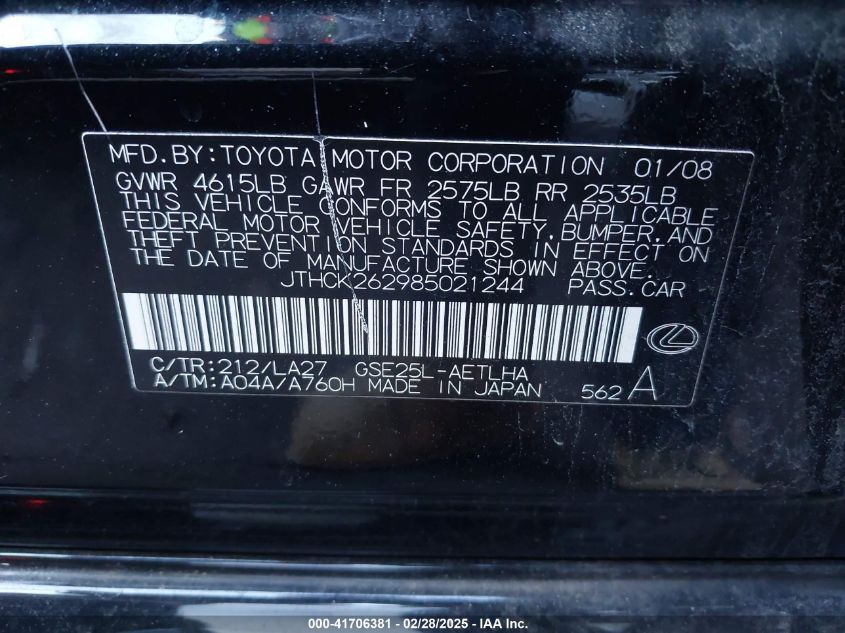 MFD.BY:TOYOTA MOTOR CORPORATION 01/08
GVWR 4615LB GAWR FR 2575LB RR 2535LB
THIS VEHICLE CONFORMS TO ALL APPLICABLE
FEDERAL MOTOR VEHICLE SAFETY,BUMPER,AND
THEFT PREVENTION STANDARDS IN EFFECT ON
THE DATE OF MANUFACTURE SHOWN ABOVE.
JTHCK262985021244 PASS.CAR
C/TR:212/LA27 GSE25L-AETLHA
A/TM:A04A/A760H MADE IN JAPAN 562 A
000-41706381 - 02/28/2025 - IAA Inc.